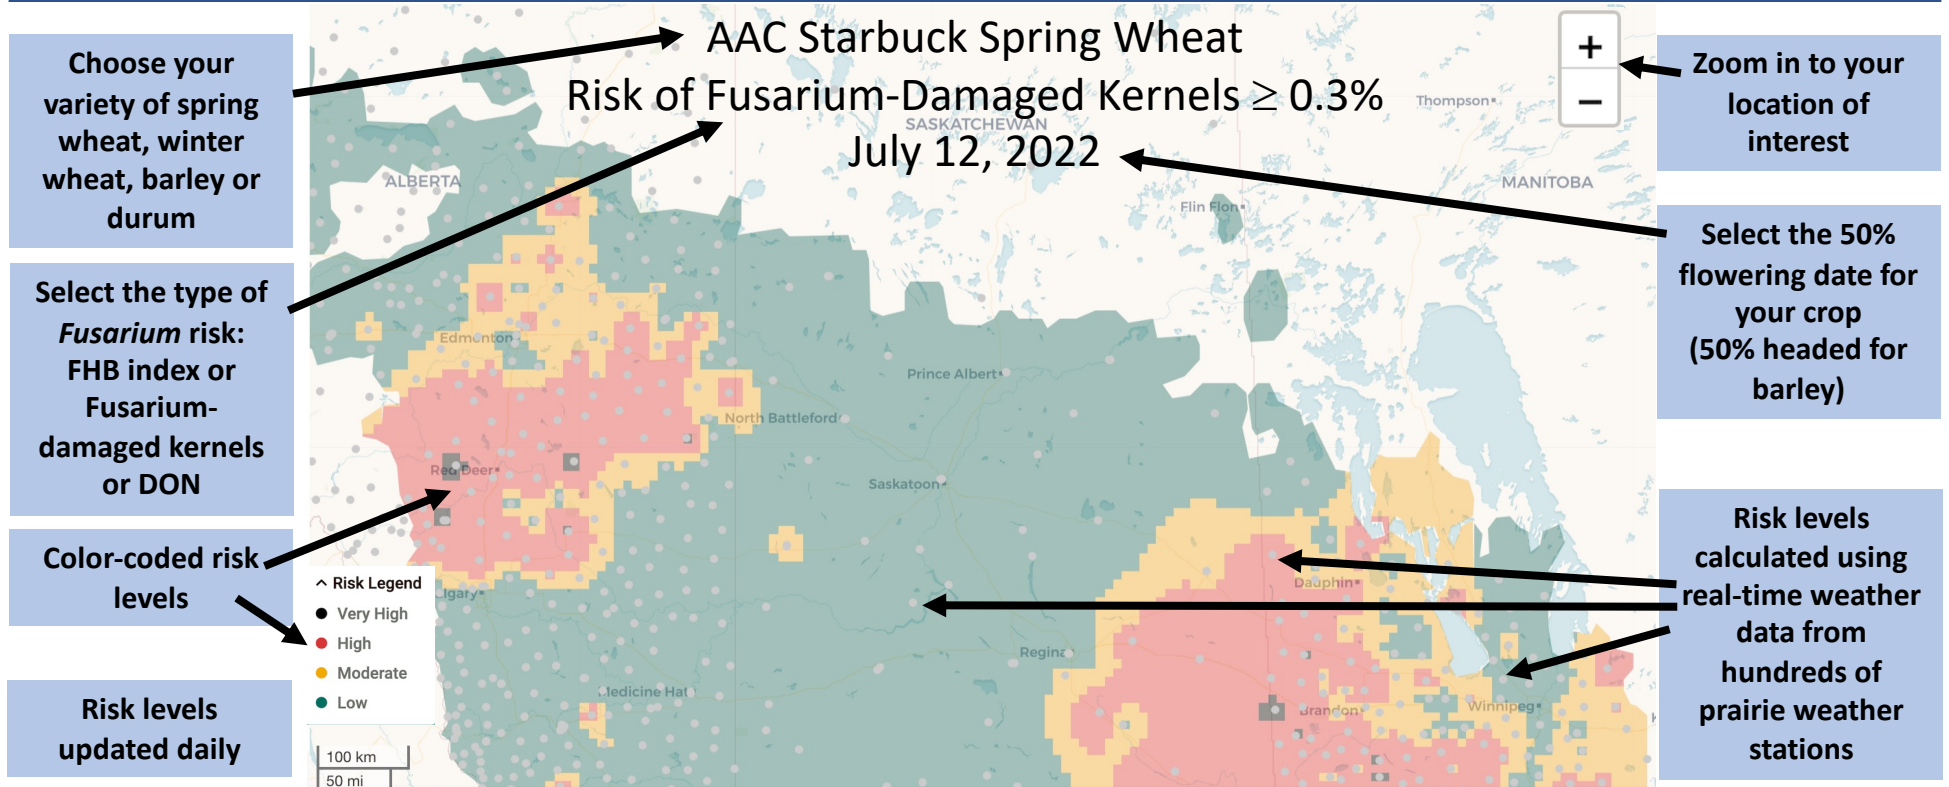 AAC Starbuck Spring Wheat
Risk of Fusarium-Damaged Kernels ≥ 0.3%
July 12, 2022
Choose your
variety of spring
wheat, winter
wheat, barley or
durum
Select the type of
Fusarium risk:
FHB index or
Fusarium-
damaged kernels
or DON
Color-coded risk
levels
Risk levels
updated daily
+
−
Zoom in to your
location of
interest
Select the 50%
flowering date for
your crop
(50% headed for
barley)
Risk levels
calculated using
real-time weather
data from
hundreds of
prairie weather
stations
ALBERTA
SASKATCHEWAN
MANITOBA
Thompson
Flin Flon
Edmonton
Prince Albert
North Battleford
Red Deer
Saskatoon
Dauphin
lgary
Regina
Medicine Hat
Brandon
Winnipeg
Risk Legend
Very High
High
Moderate
Low
100 km
50 mi